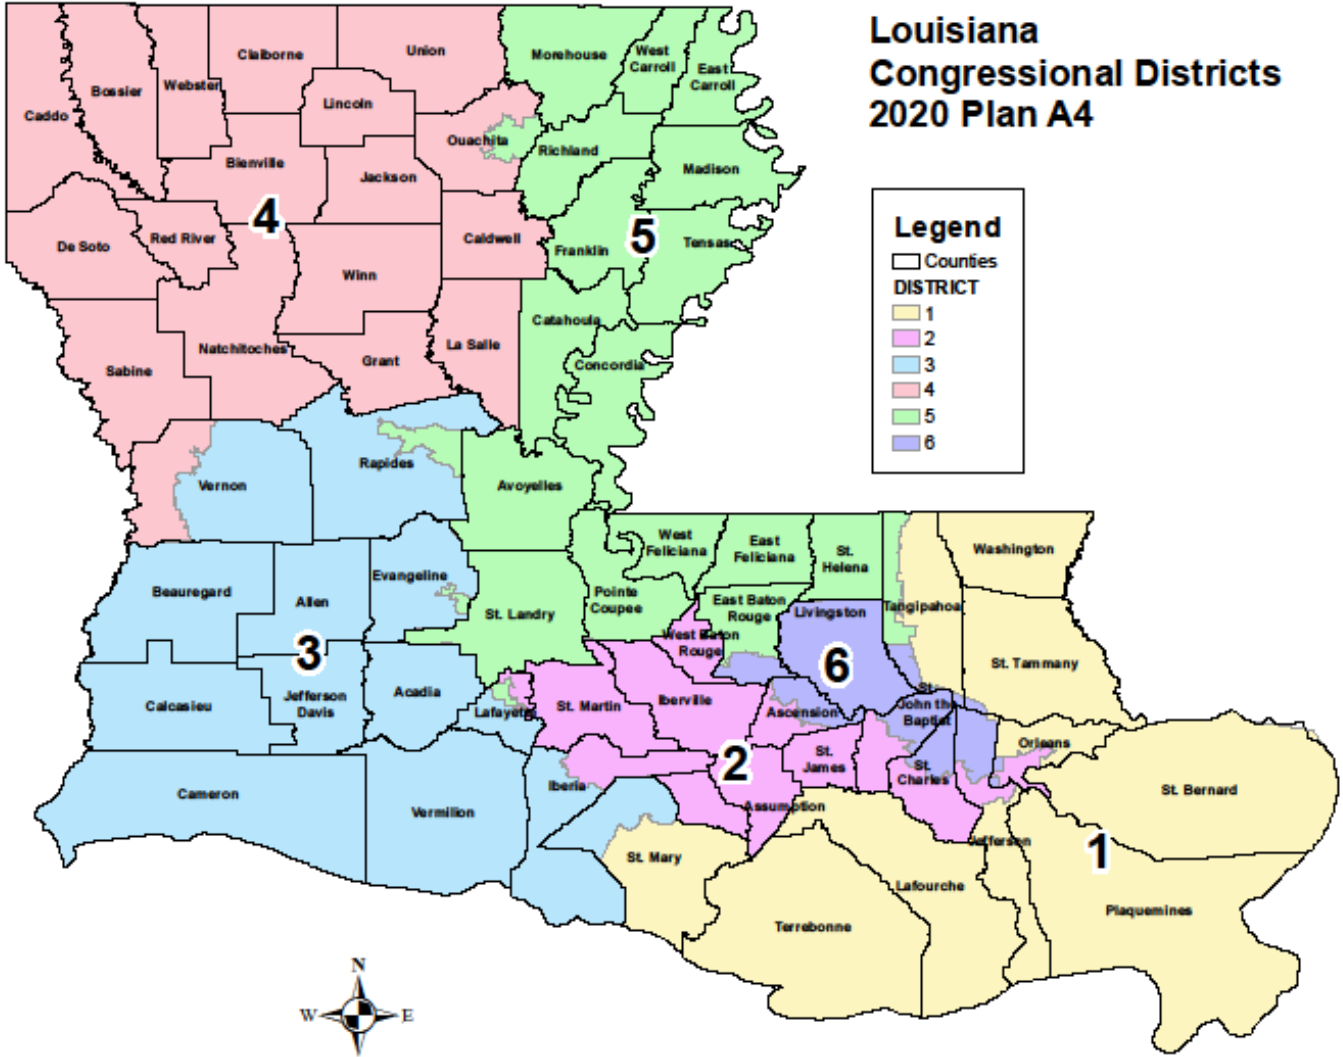 Louisiana
Congressional Districts
2020 Plan A4
Legend
Counties
DISTRICT
1
2
3
4
5
6
Caddo
Bossier
Webster
Claiborne
Union
Lincoln
Morehouse
West
Carroll
East
Carroll
Ouachita
Richland
Madison
Bienville
Jackson
4
De Soto
Red River
Winn
Caldwell
Franklin
5
Tensas
Sabine
Natchitoches
Grant
La Salle
Catahoula
Concordia
Vernon
Rapides
Avoyelles
West
Feliciana
East
Feliciana
St.
Helena
Washington
Beauregard
Allen
Evangeline
St. Landry
Pointe
Coupee
East Baton
Rouge
Livingston
Tangipahoa
West Baton
Rouge
3
6
St. Tammany
Calcasieu
Jefferson
Davis
Acadia
Lafayette
St. Martin
Iberville
Ascension
St.
John the
Baptist
Orleans
Cameron
Vermilion
Iberia
2
St.
James
St.
Charles
St. Bernard
Assumption
Jefferson
1
St. Mary
Lafourche
Terrebonne
Plaquemines
N
W
E
S